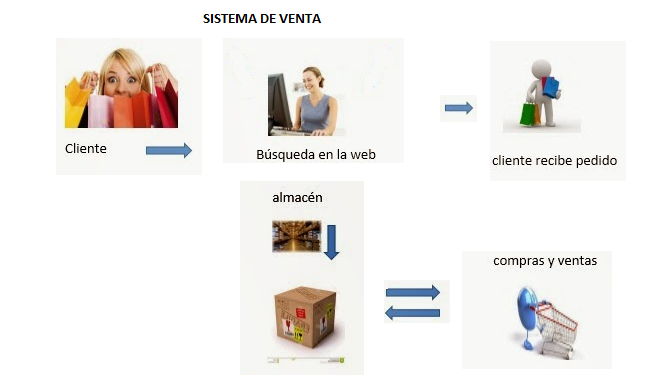 SISTEMA DE VENTA
Cliente
Búsqueda en la web
cliente recibe pedido
almacén
compras y ventas